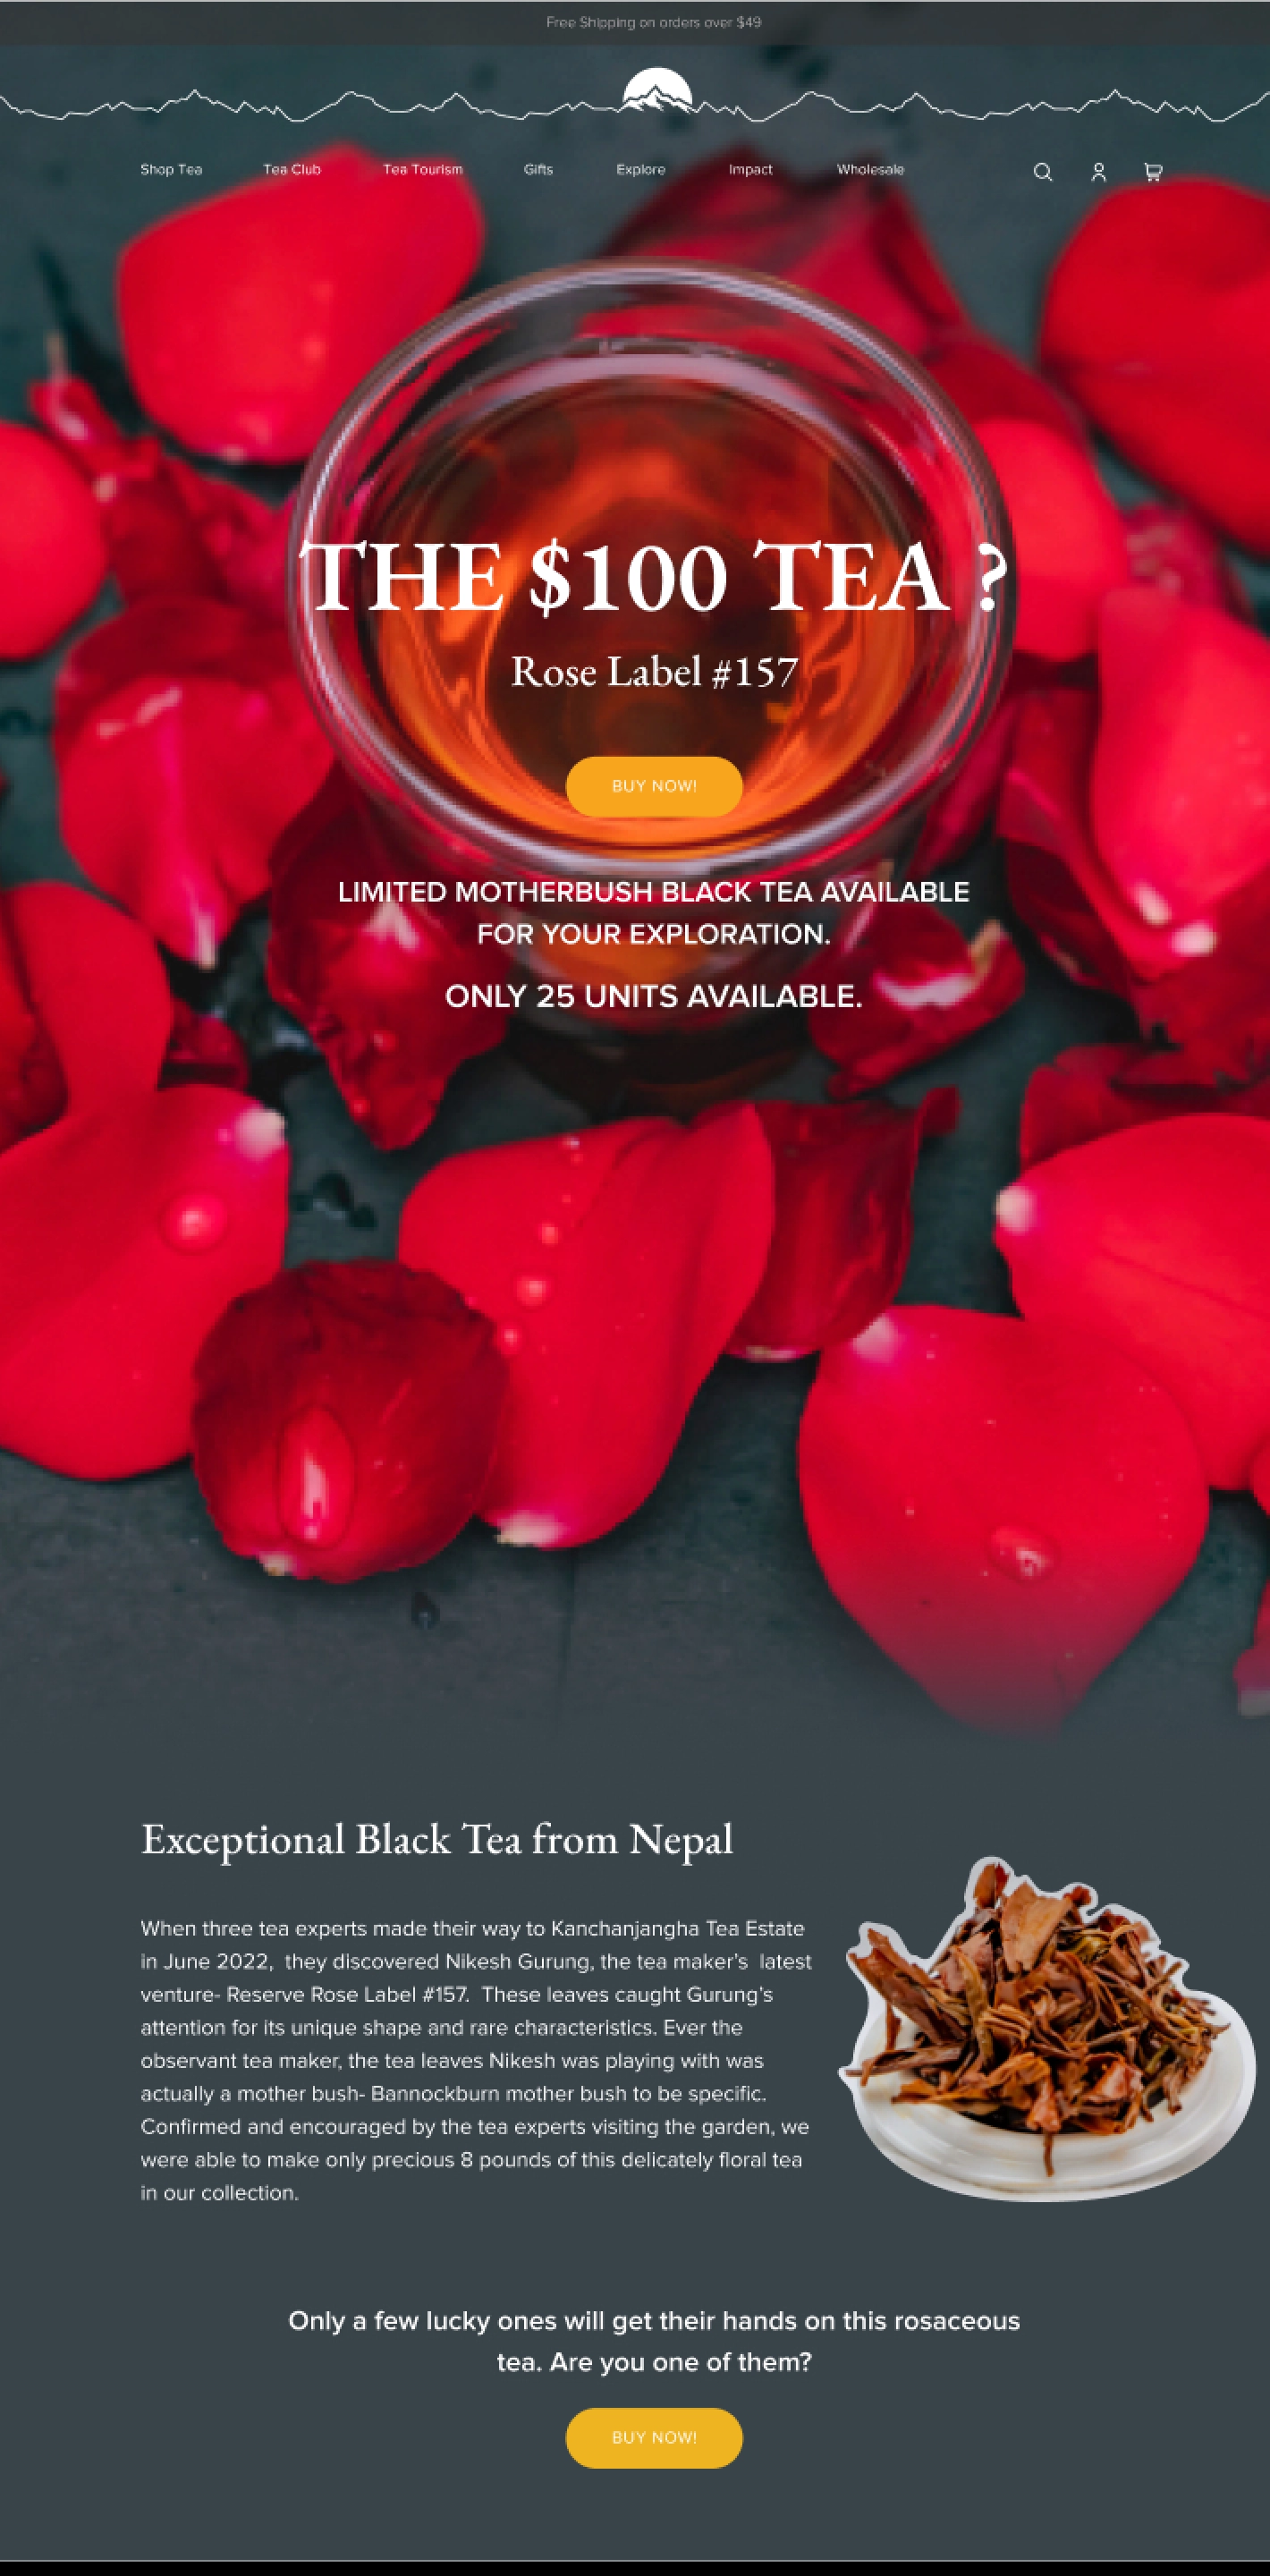 Free Shipping on orders over $49
Shop Tea Tea Club Tea Tourism Gifts Explore Impact Wholesale
THE $100 TEA ?
Rose Label #157
BUY NOW!
LIMITED MOTHERBUSH BLACK TEA AVAILABLE
FOR YOUR EXPLORATION.
ONLY 25 UNITS AVAILABLE.
Exceptional Black Tea from Nepal
When three tea experts made their way to Kanchanjangha Tea Estate
in June 2022,  they discovered Nikesh Gurung, the tea maker's  latest
venture- Reserve Rose Label #157.  These leaves caught Gurung's
attention for its unique shape and rare characteristics. Ever the
observant tea maker, the tea leaves Nikesh was playing with was
actually a mother bush- Bannockburn mother bush to be specific.
Confirmed and encouraged by the tea experts visiting the garden, we
were able to make only precious 8 pounds of this delicately floral tea
in our collection.
Only a few lucky ones will get their hands on this rosaceous
tea. Are you one of them?
BUY NOW!